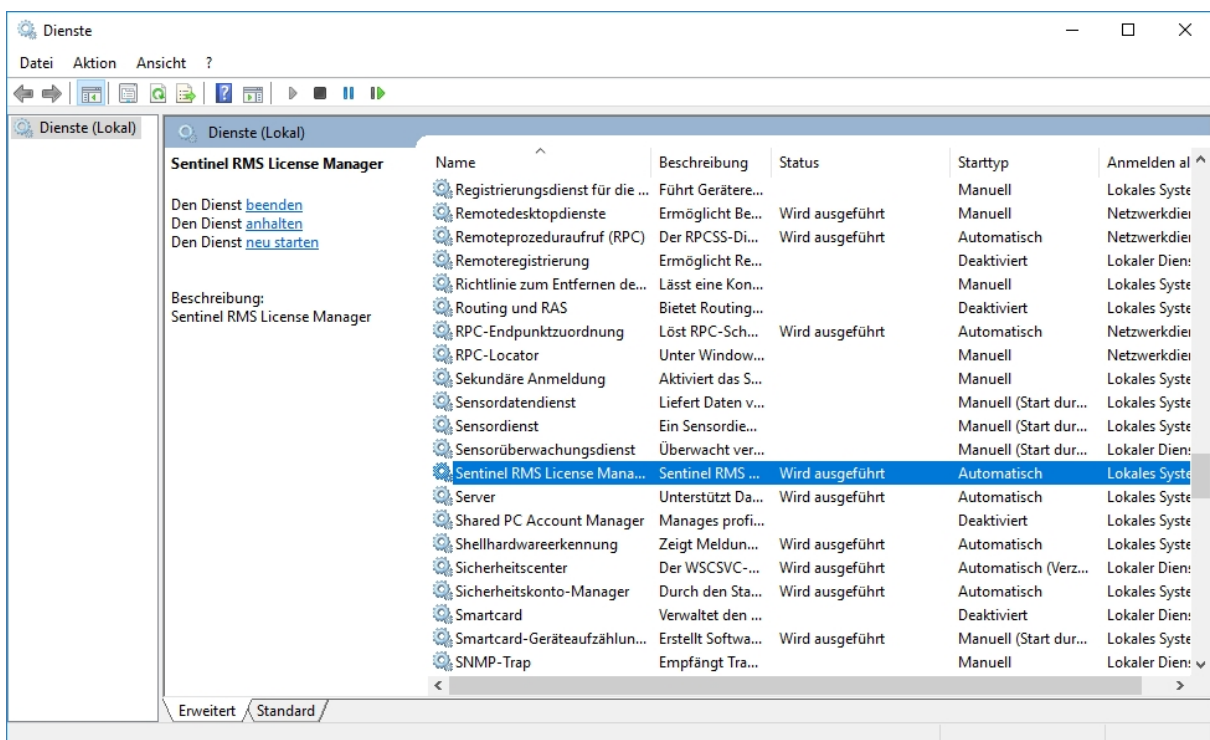 Dienste
Datei Aktion Ansicht ?
Dienste (Lokal)
Dienste (Lokal)
Sentinel RMS License Manager
Den Dienst beenden
Den Dienst anhalten
Den Dienst neu starten
Beschreibung:
Sentinel RMS License Manager
Name Beschreibung Status Starttyp Anmelden al
Registrierungsdienst für die ... Führt Gerätere... Manuell Lokales Syste
Remotedesktopdienste Ermöglicht Be... Wird ausgeführt Manuell Netzwerkdien
Remoteprozeduraufruf (RPC) Der RPCSS-Di... Wird ausgeführt Automatisch Netzwerkdien
Remoteregistrierung Ermöglicht Re... Deaktiviert Lokaler Diens
Richtlinie zum Entfernen de... Lässt eine Kon... Manuell Lokales Syste
Routing und RAS Bietet Routing... Deaktiviert Lokales Syste
RPC-Endpunktzuordnung Löst RPC-Sch... Wird ausgeführt Automatisch Netzwerkdien
RPC-Locator Unter Window... Manuell Netzwerkdien
Sekundäre Anmeldung Aktiviert das S... Manuell Lokales Syste
Sensordatendienst Liefert Daten v... Manuell (Start dur... Lokales Syste
Sensordienst Ein Sensordie... Manuell (Start dur... Lokales Syste
Sensorüberwachungsdienst Überwacht ver... Manuell (Start dur... Lokaler Diens
Sentinel RMS License Mana... Sentinel RMS ... Wird ausgeführt Automatisch Lokales Syste
Server Unterstützt Da... Wird ausgeführt Automatisch Lokales Syste
Shared PC Account Manager Manages profi... Deaktiviert Lokales Syste
Shellhardwareerkennung Zeigt Meldun... Wird ausgeführt Automatisch Lokales Syste
Sicherheitscenter Der WSCSVC-... Wird ausgeführt Automatisch (Verz... Lokaler Diens
Sicherheitskonto-Manager Durch den Sta... Wird ausgeführt Automatisch Lokales Syste
Smartcard Verwaltet den ... Deaktiviert Lokaler Diens
Smartcard-Geräteaufzählun... Erstellt Softwa... Wird ausgeführt Manuell (Start dur... Lokales Syste
SNMP-Trap Empfängt Tra... Manuell Lokaler Diens
Erweitert Standard